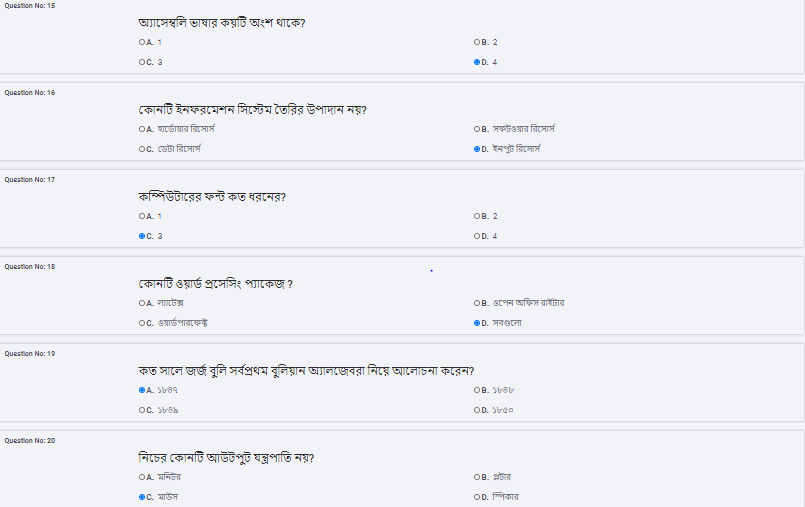 Question No: 15
অ্যাসেম্বলি ভাষার কয়টি অংশ থাকে?
A. 1
B. 2
C. 3
D. 4
Question No: 16
কোনটি ইনফরমেশন সিস্টেম তৈরির উপাদান নয়?
A. হার্ডোয়ার রিসোর্স
B. সফটওয়ার রিসোর্স
C. ডেটা রিসোর্স
D. ইনপুট রিসোর্স
Question No: 17
কম্পিউটারের ফন্ট কত ধরনের?
A. 1
B. 2
C. 3
D. 4
Question No: 18
কোনটি ওয়ার্ড প্রসেসিং প্যাকেজ ?
A. ল্যাটেক্স
B. ওপেন অফিস রাইটার
C. ওয়ার্ডপারফেক্ট
D. সবগুলো
Question No: 19
কত সালে জর্জ বুলি সর্বপ্রথম বুলিয়ান অ্যালজেবরা নিয়ে আলোচনা করেন?
A. ১৮৪৭
B. ১৮৪৮
C. ১৮৪৯
D. ১৮৫০
Question No: 20
নিচের কোনটি আউটপুট যন্ত্রপাতি নয়?
A. মনিটর
B. প্লটার
C. মাউস
D. স্পিকার